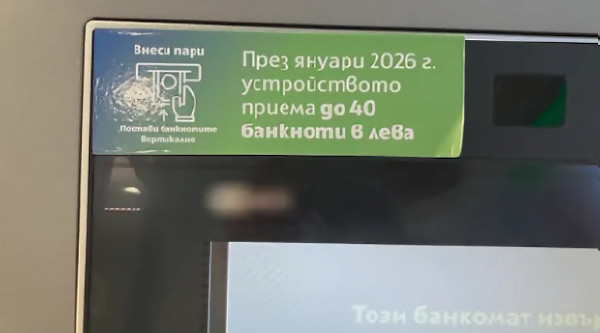 Внеси пари
Постави банкнотите
Вертикално
През януари 2026 г.
устройството
приема до 40
банкноти в лева
Този банкомат